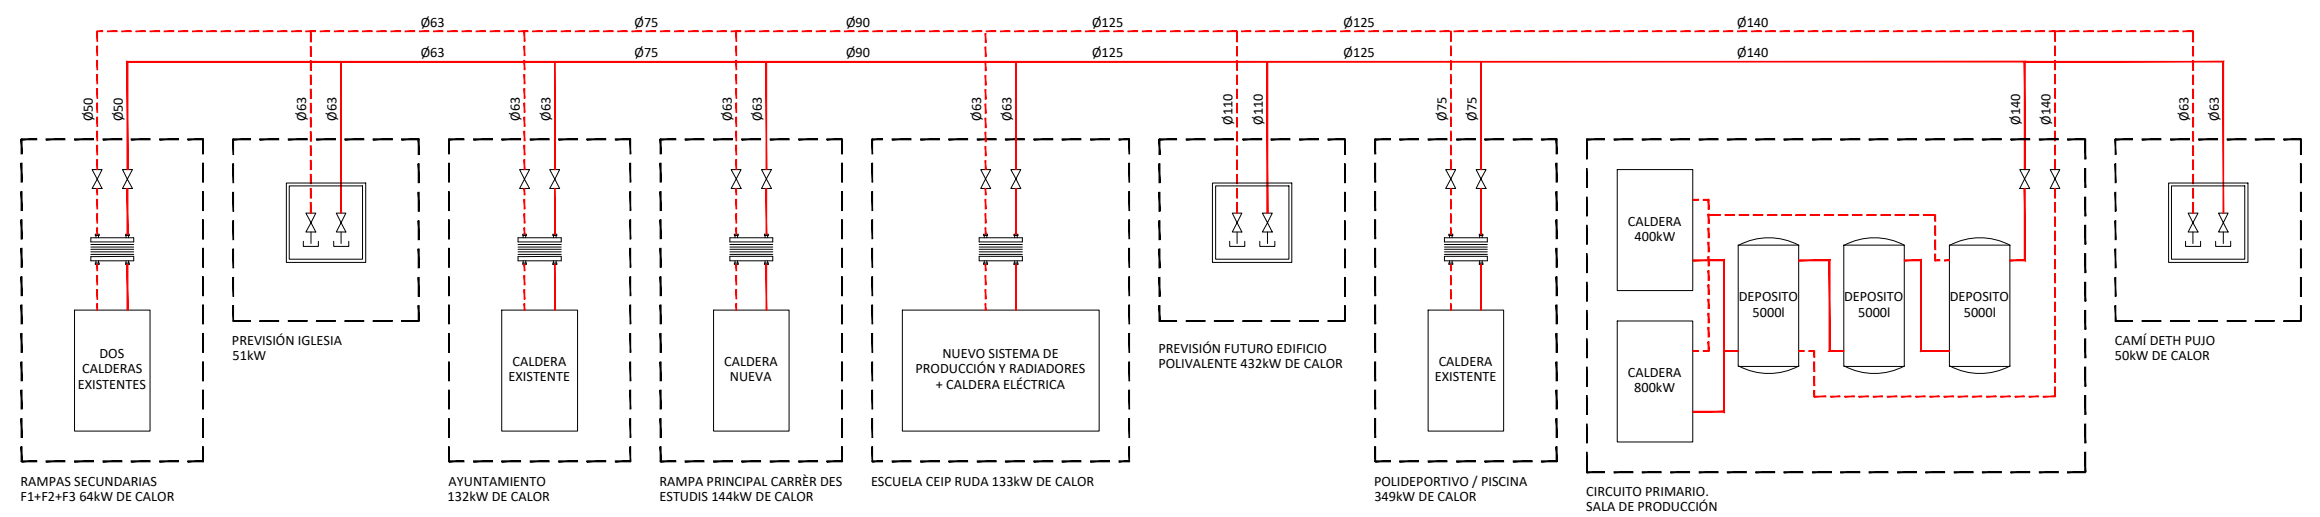 Ø63 Ø75 Ø90 Ø125 Ø125 Ø140
Ø63 Ø75 Ø90 Ø125 Ø125 Ø140
Ø50 Ø50 Ø63 Ø63 Ø63 Ø63 Ø63 Ø63 Ø63 Ø63 Ø110 Ø110 Ø75 Ø75 Ø140 Ø140 Ø63 Ø63
DOS
CALDERAS
EXISTENTES
RAMPAS SECUNDARIAS
F1+F2+F3 64kW DE CALOR
PREVISIÓN IGLESIA
51kW
CALDERA
EXISTENTE
AYUNTAMIENTO
132kW DE CALOR
CALDERA
NUEVA
RAMPA PRINCIPAL CARRÈR DES
ESTUDIS 144kW DE CALOR
NUEVO SISTEMA DE
PRODUCCIÓN Y RADIADORES
+ CALDERA ELÉCTRICA
ESCUELA CEIP RUDA 133kW DE CALOR
PREVISIÓN FUTURO EDIFICIO
POLIVALENTE 432kW DE CALOR
CALDERA
EXISTENTE
POLIDEPORTIVO / PISCINA
349kW DE CALOR
CALDERA
400kW
CALDERA
800kW
DEPOSITO
5000l
DEPOSITO
5000l
DEPOSITO
5000l
CIRCUITO PRIMARIO.
SALA DE PRODUCCIÓN
CAMÍ DETH PUJO
50kW DE CALOR